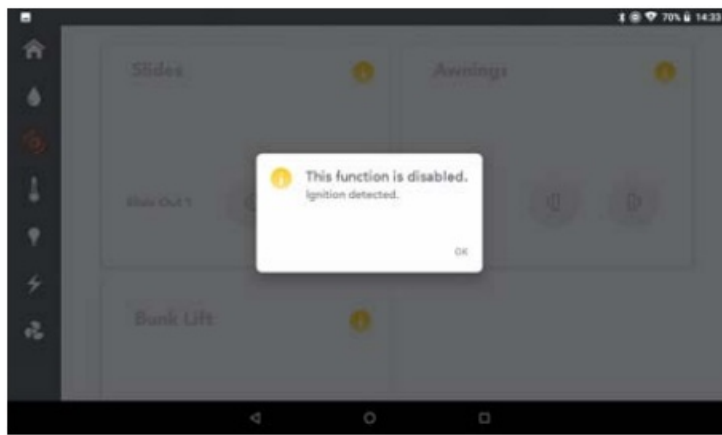 70% 14:33
Slides
Awnings
This function is disabled.
Ignition detected.
Slide Out 1
OK
Bunk Lift